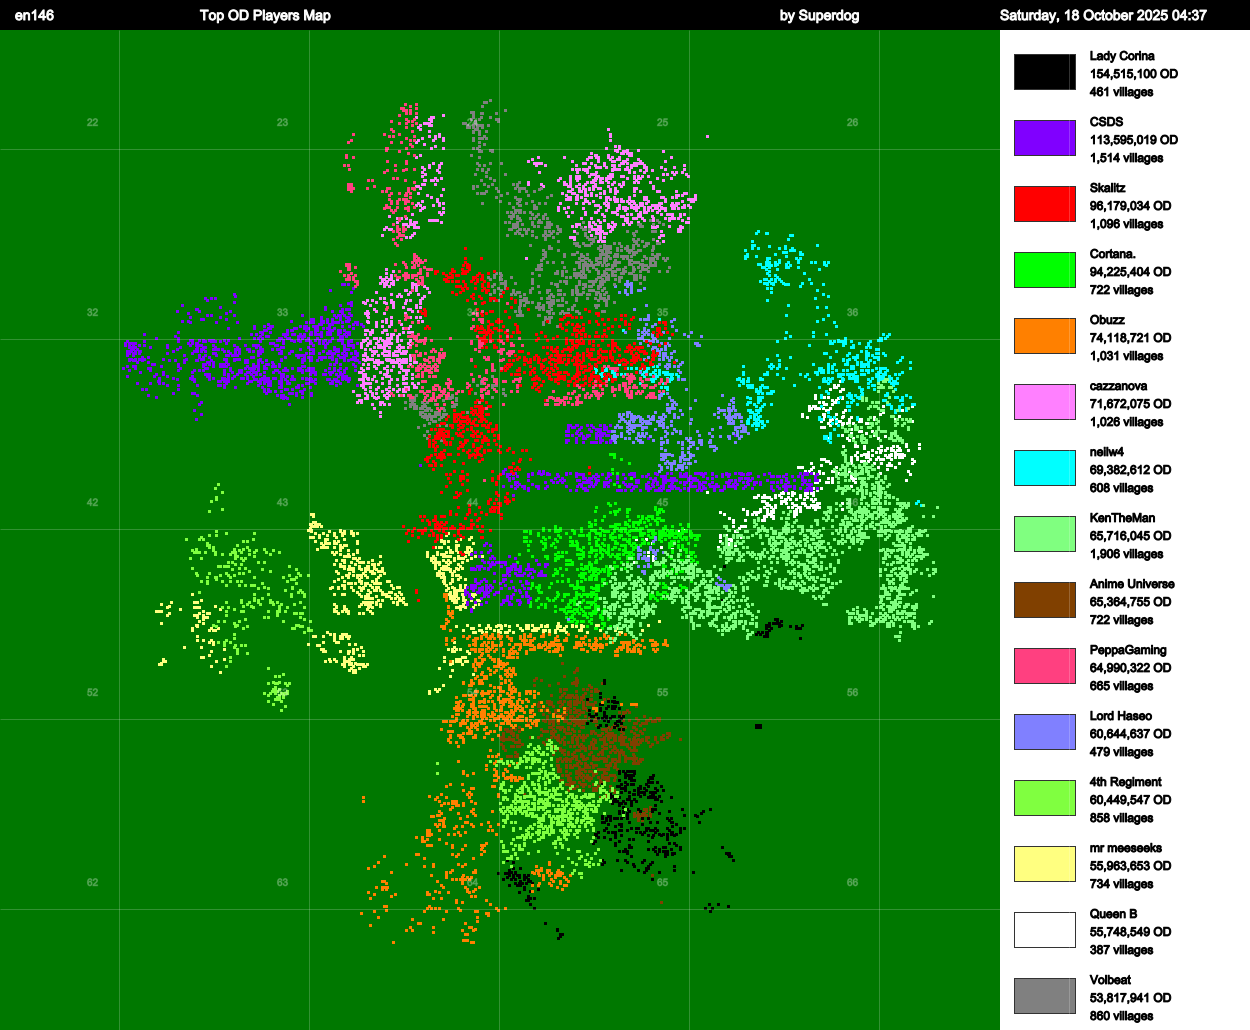 en146 Top OD Players Map by Superdog Saturday, 18 October 2025 04:37
Lady Corina
154,515,100 OD
461 villages
CSDS
113,595,019 OD
1,514 villages
Skalitz
96,179,034 OD
1,096 villages
Cortana.
94,225,404 OD
722 villages
Obuzz
74,118,721 OD
1,031 villages
cazzanova
71,672,075 OD
1,026 villages
neilw4
69,382,612 OD
608 villages
KenTheMan
65,716,045 OD
1,906 villages
Anime Universe
65,364,755 OD
722 villages
PeppaGaming
64,990,322 OD
665 villages
Lord Haseo
60,644,637 OD
479 villages
4th Regiment
60,449,547 OD
858 villages
mr meeseeks
55,963,653 OD
734 villages
Queen B
55,748,549 OD
387 villages
Volbeat
53,817,941 OD
860 villages
22 23 25 26
32 33 34 35 36
42 43 44 45
52 55 56
62 63 64 65 66